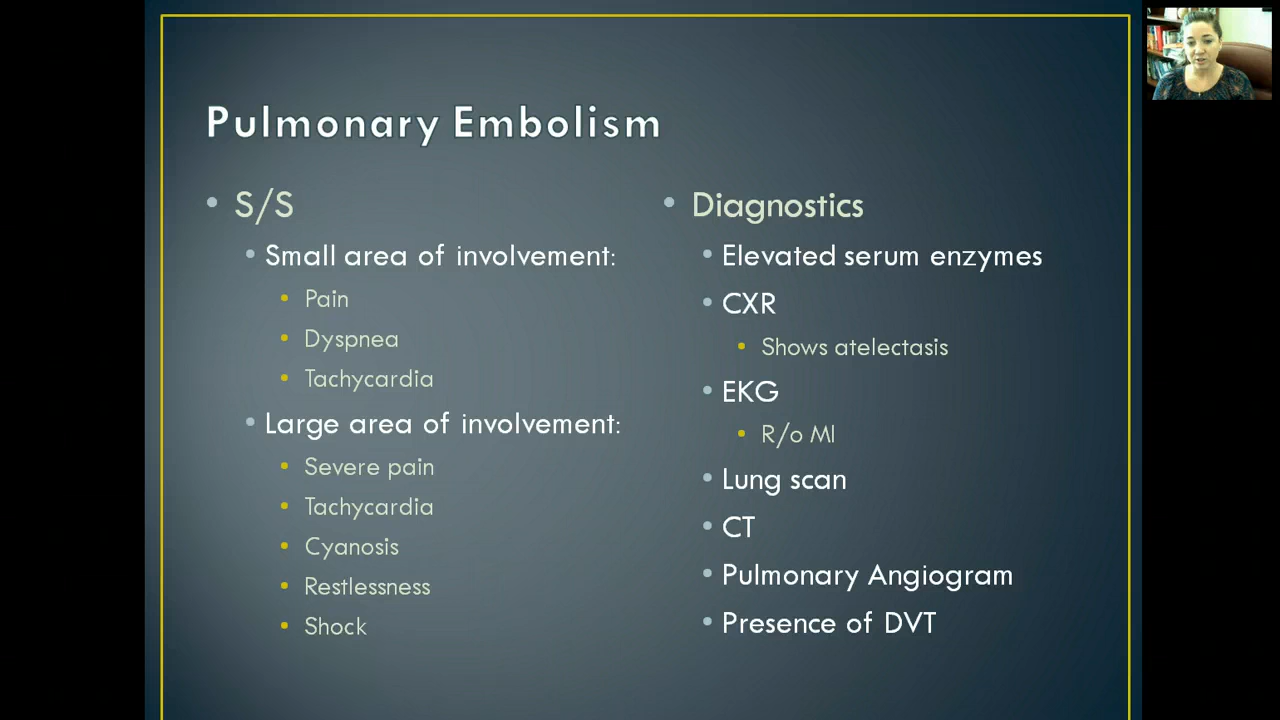 Pulmonary Embolism
• S/S
• Small area of involvement:
• Pain
• Dyspnea
• Tachycardia
• Large area of involvement:
• Severe pain
• Tachycardia
• Cyanosis
• Restlessness
• Shock
• Diagnostics
• Elevated serum enzymes
• CXR
• Shows atelectasis
• EKG
• R/o MI
• Lung scan
• CT
• Pulmonary Angiogram
• Presence of DVT